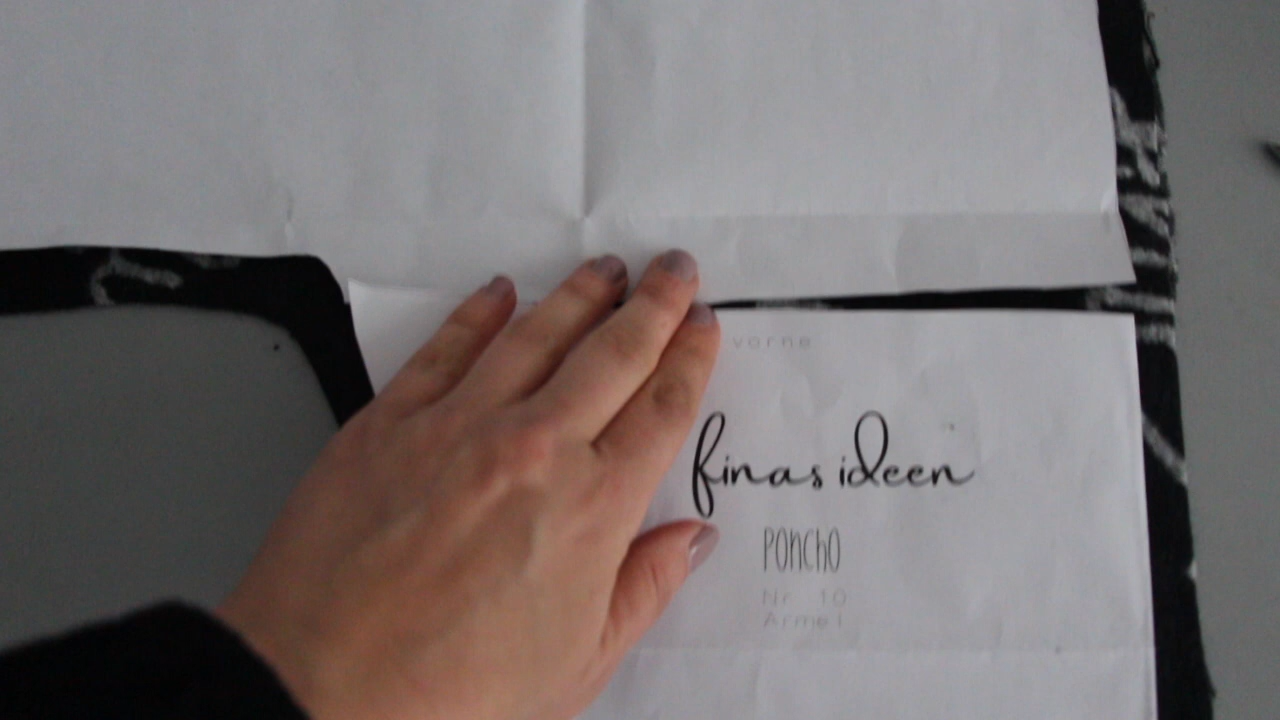 vorne
finas ideen
Poncho
Nr. 10
Ärmel